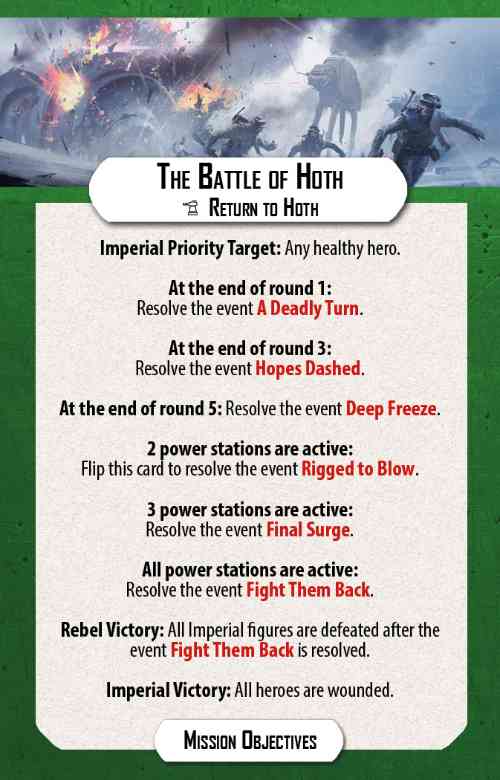 The Battle of Hoth
Return to Hoth
Imperial Priority Target: Any healthy hero.
At the end of round 1:
Resolve the event A Deadly Turn.
At the end of round 3:
Resolve the event Hopes Dashed.
At the end of round 5: Resolve the event Deep Freeze.
2 power stations are active:
Flip this card to resolve the event Rigged to Blow.
3 power stations are active:
Resolve the event Final Surge.
All power stations are active:
Resolve the event Fight Them Back.
Rebel Victory: All Imperial figures are defeated after the
event Fight Them Back is resolved.
Imperial Victory: All heroes are wounded.
Mission Objectives